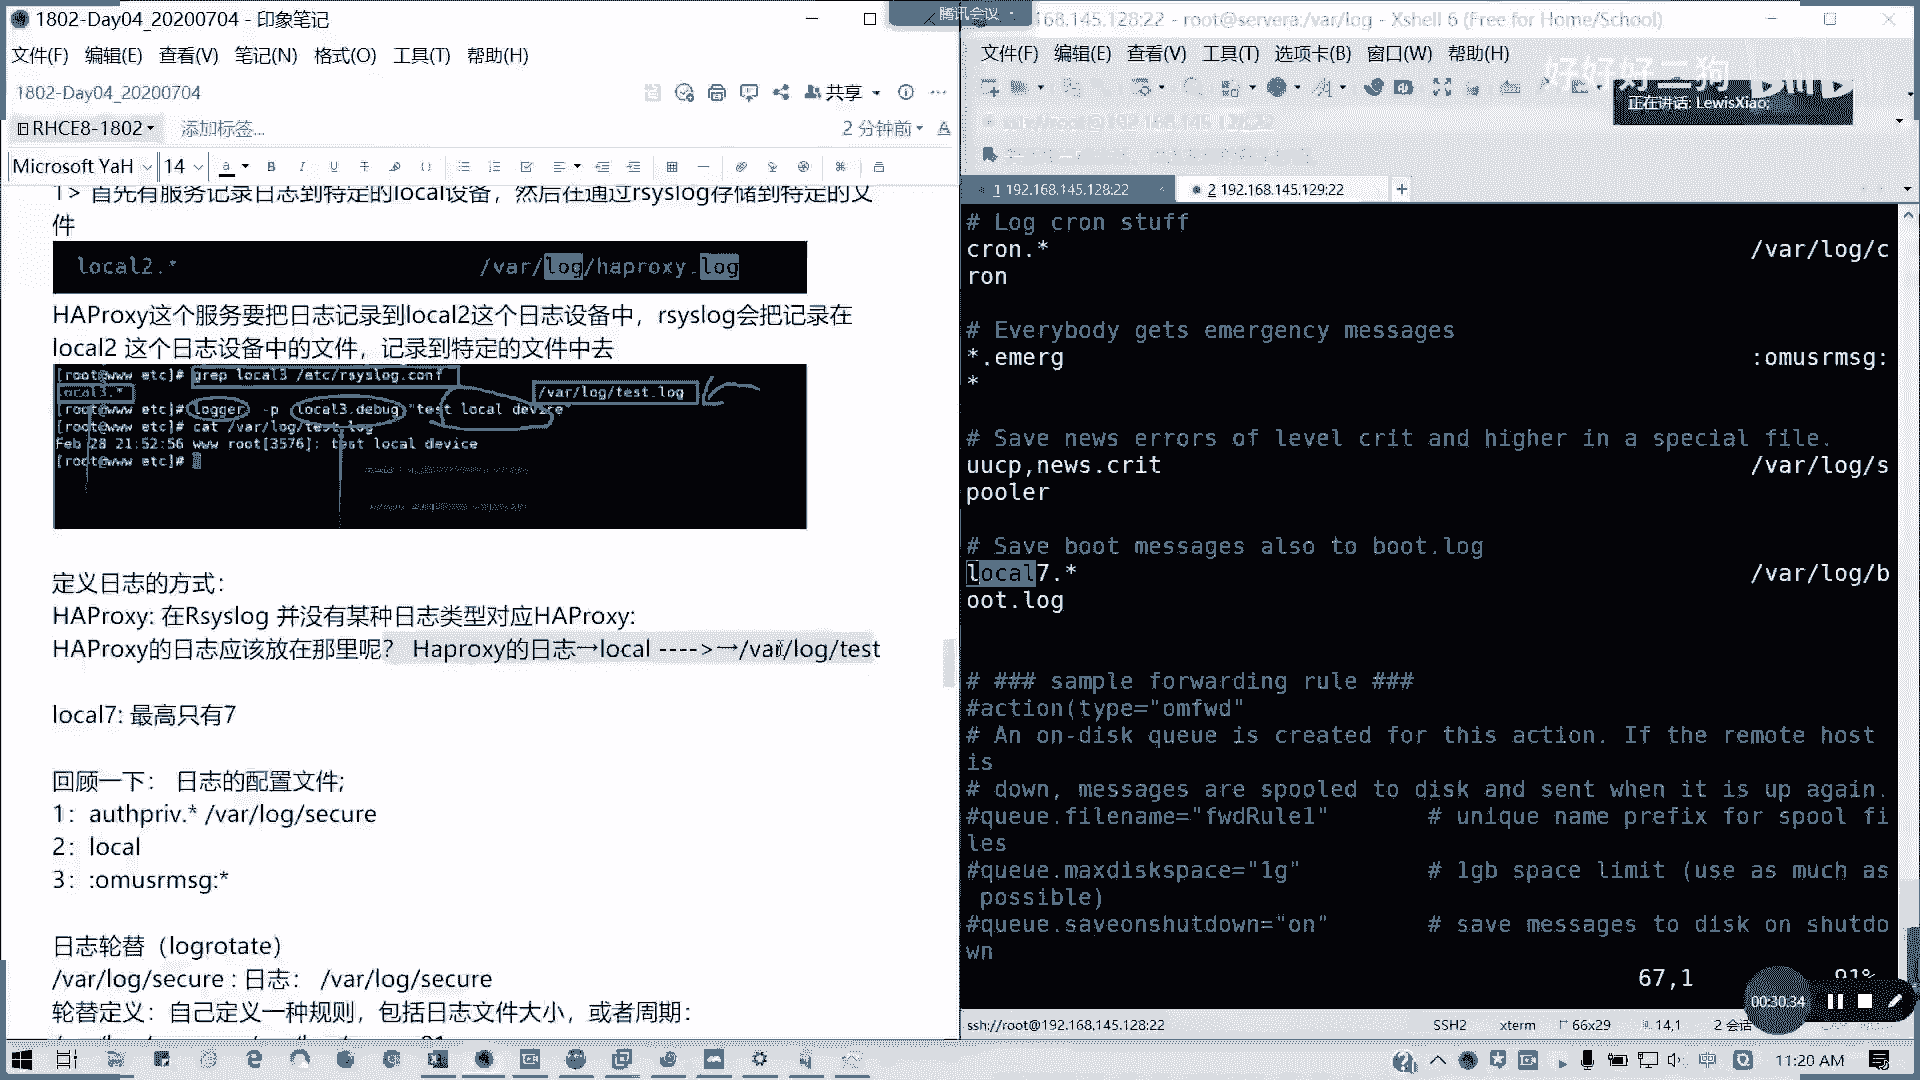 1802-Day04_20200704 - 印象笔记
文件(F) 编辑(E) 查看(V) 笔记(N) 格式(O) 工具(T) 帮助(H)
1802-Day04_20200704
共享
RHCE8-1802
添加标签...
2 分钟前
Microsoft YaH 14
1> 首先有服务记录日志到特定的local设备，然后在通过rsyslog存储到特定的文
件
local2.* /var/log/haproxy.log
HAProxy这个服务要把日志记录到local2这个日志设备中，rsyslog会把记录在
local2 这个日志设备中的文件，记录到特定的文件中去
[root@www etc]# grep local3 /etc/rsyslog.conf
local3.* /var/log/test.log
[root@www etc]# logger -p local3.debug "test local device"
[root@www etc]# cat /var/log/test.log
Feb 28 21:52:56 www root[3576]: test local device
[root@www etc]#
定义日志的方式：
HAProxy: 在Rsyslog 并没有某种日志类型对应HAProxy:
HAProxy的日志应该放在那里呢？ Haproxy的日志→local ---->→/var/log/test
local7: 最高只有7
回顾一下： 日志的配置文件;
1：authpriv.* /var/log/secure
2：local
3：:omusrmsg:*
日志轮替（logrotate）
/var/log/secure : 日志： /var/log/secure
轮替定义：自己定义一种规则，包括日志文件大小，或者周期：
腾讯会议
168.145.128:22 - root@servera:/var/log - Xshell 6 (Free for Home/School)
文件(F) 编辑(E) 查看(V) 工具(T) 选项卡(B) 窗口(W) 帮助(H)
好好好二狗
正在讲话: LewisXiao;
1 192.168.145.128:22
2 192.168.145.129:22
# Log cron stuff
cron.* /var/log/c
ron
# Everybody gets emergency messages
*.emerg :omusrmsg:
*
# Save news errors of level crit and higher in a special file.
uucp,news.crit /var/log/s
pooler
# Save boot messages also to boot.log
local7.* /var/log/b
oot.log
# ### sample forwarding rule ###
#action(type="omfwd"
# An on-disk queue is created for this action. If the remote host
is
# down, messages are spooled to disk and sent when it is up again.
#queue.filename="fwdRule1" # unique name prefix for spool fi
les
#queue.maxdiskspace="1g" # 1gb space limit (use as much as
possible)
#queue.saveonshutdown="on" # save messages to disk on shutdo
wn
67,1 91%
00:30:34
ssh://root@192.168.145.128:22 SSH2 xterm 66x29 14,1 2 会话
中
11:20 AM